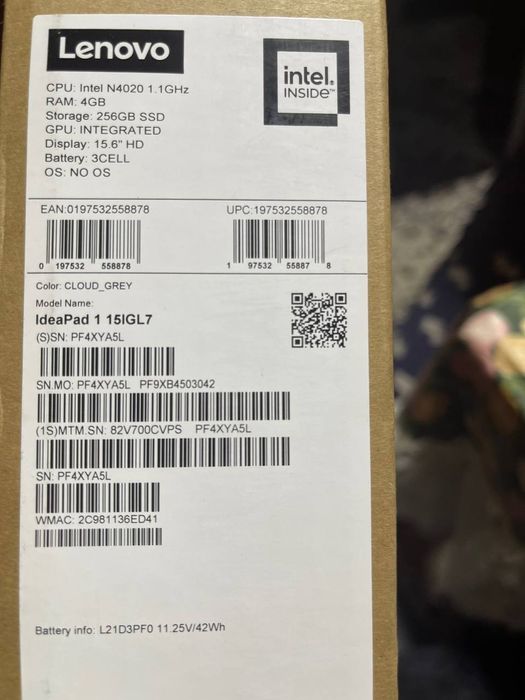 Lenovo
intel.
INSIDE™
CPU: Intel N4020 1.1GHz
RAM: 4GB
Storage: 256GB SSD
GPU: INTEGRATED
Display: 15.6" HD
Battery: 3CELL
OS: NO OS
EAN:0197532558878 UPC:197532558878
0 197532 558878 1 97532 55887 8
Color: CLOUD_GREY
Model Name:
IdeaPad 1 15IGL7
(S)SN: PF4XYA5L
SN.MO: PF4XYA5L PF9XB4503042
(1S)MTM.SN: 82V700CVPS PF4XYA5L
SN: PF4XYA5L
WMAC: 2C981136ED41
Battery info: L21D3PF0 11.25V/42Wh